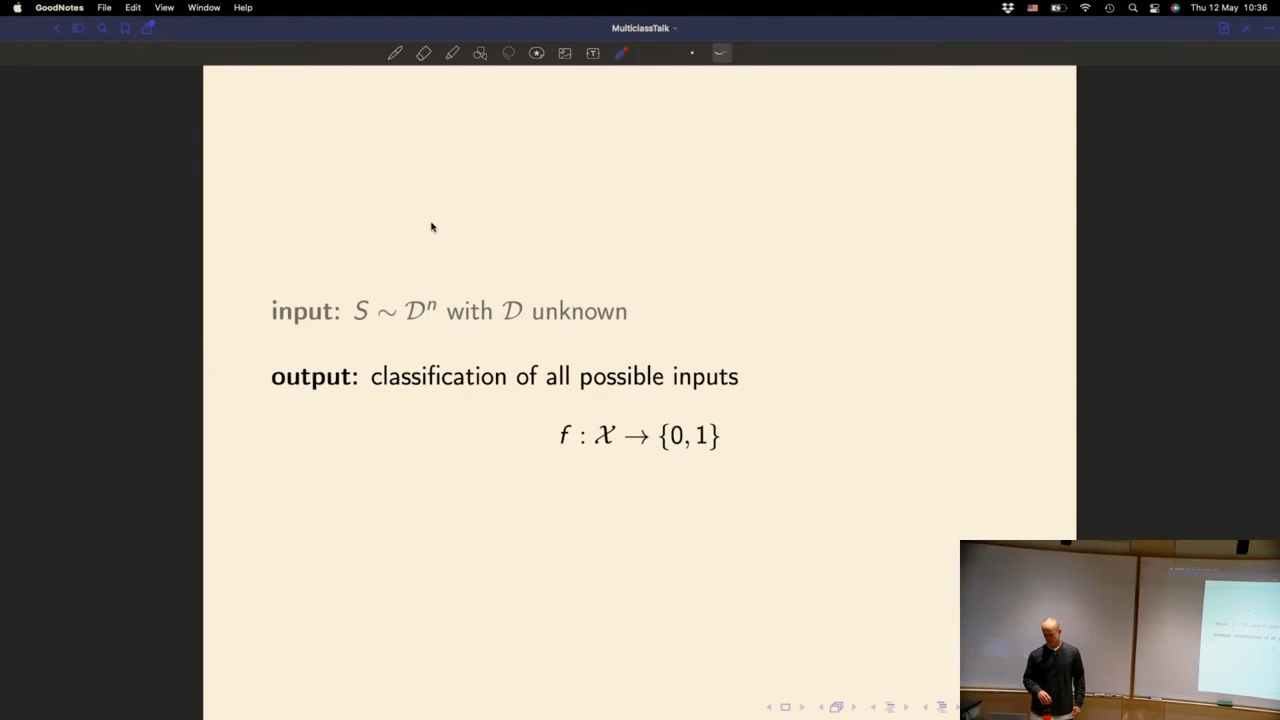 GoodNotes File Edit View Window Help Thu 12 May 10:36
MulticlassTalk
input: S ∼ 𝒟ⁿ with 𝒟 unknown
output: classification of all possible inputs
f : 𝒳 → {0, 1}